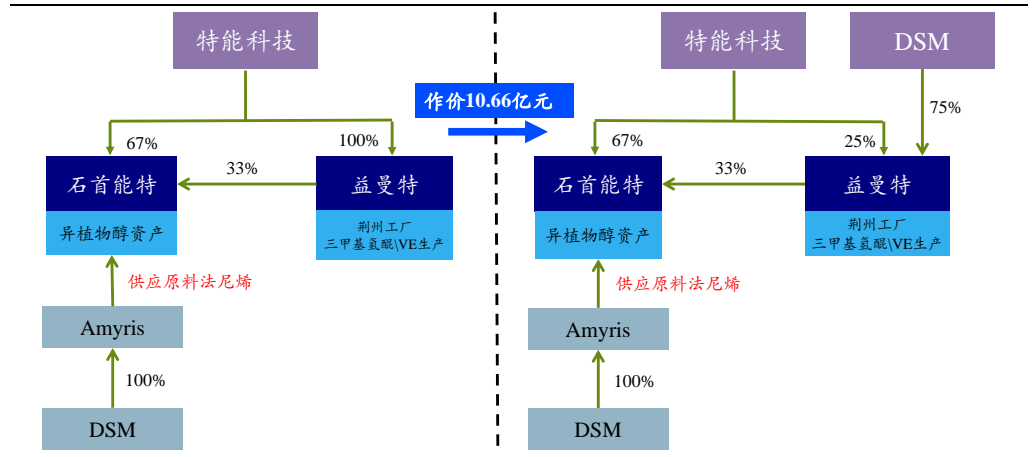 特能科技
67%
100%
石首能特
33%
益曼特
异植物醇资产
荆州工厂
三甲基氢醌\VE生产
供应原料法尼烯
Amyris
100%
DSM
作价10.66亿元
特能科技
DSM
75%
67%
25%
石首能特
33%
益曼特
异植物醇资产
荆州工厂
三甲基氢醌\VE生产
供应原料法尼烯
Amyris
100%
DSM